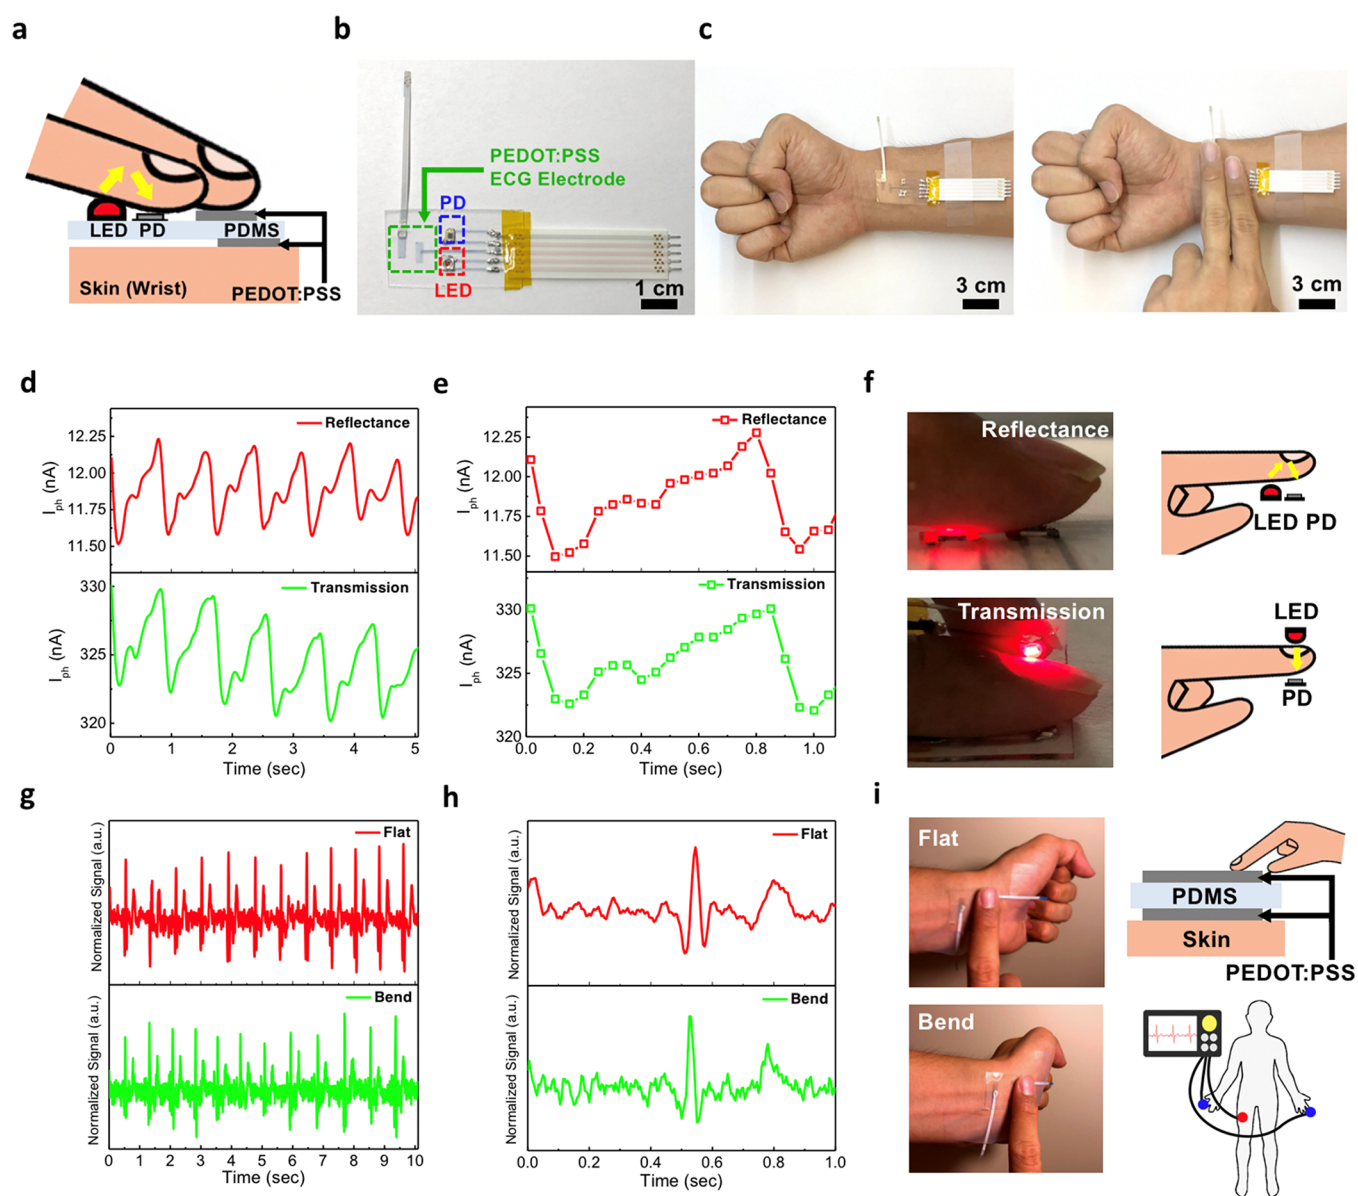 a
b
c
LED PD PDMS
Skin (Wrist)
PEDOT:PSS
PEDOT:PSS
ECG Electrode
PD
LED
1 cm
3 cm
3 cm
d
e
f
Reflectance
12.25
12.00
11.75
11.50
Iph (nA)
Transmission
330
325
320
Iph (nA)
0 1 2 3 4 5
Time (sec)
Reflectance
12.25
12.00
11.75
11.50
Iph (nA)
Transmission
330
325
320
Iph (nA)
0.0 0.2 0.4 0.6 0.8 1.0
Time (sec)
Reflectance
LED PD
Transmission
LED
PD
g
h
i
Flat
Normalized Signal (a.u.)
Bend
Normalized Signal (a.u.)
0 1 2 3 4 5 6 7 8 9 10
Time (sec)
Flat
Normalized Signal (a.u.)
Bend
Normalized Signal (a.u.)
0.0 0.2 0.4 0.6 0.8 1.0
Time (sec)
Flat
PDMS
Skin
PEDOT:PSS
Bend